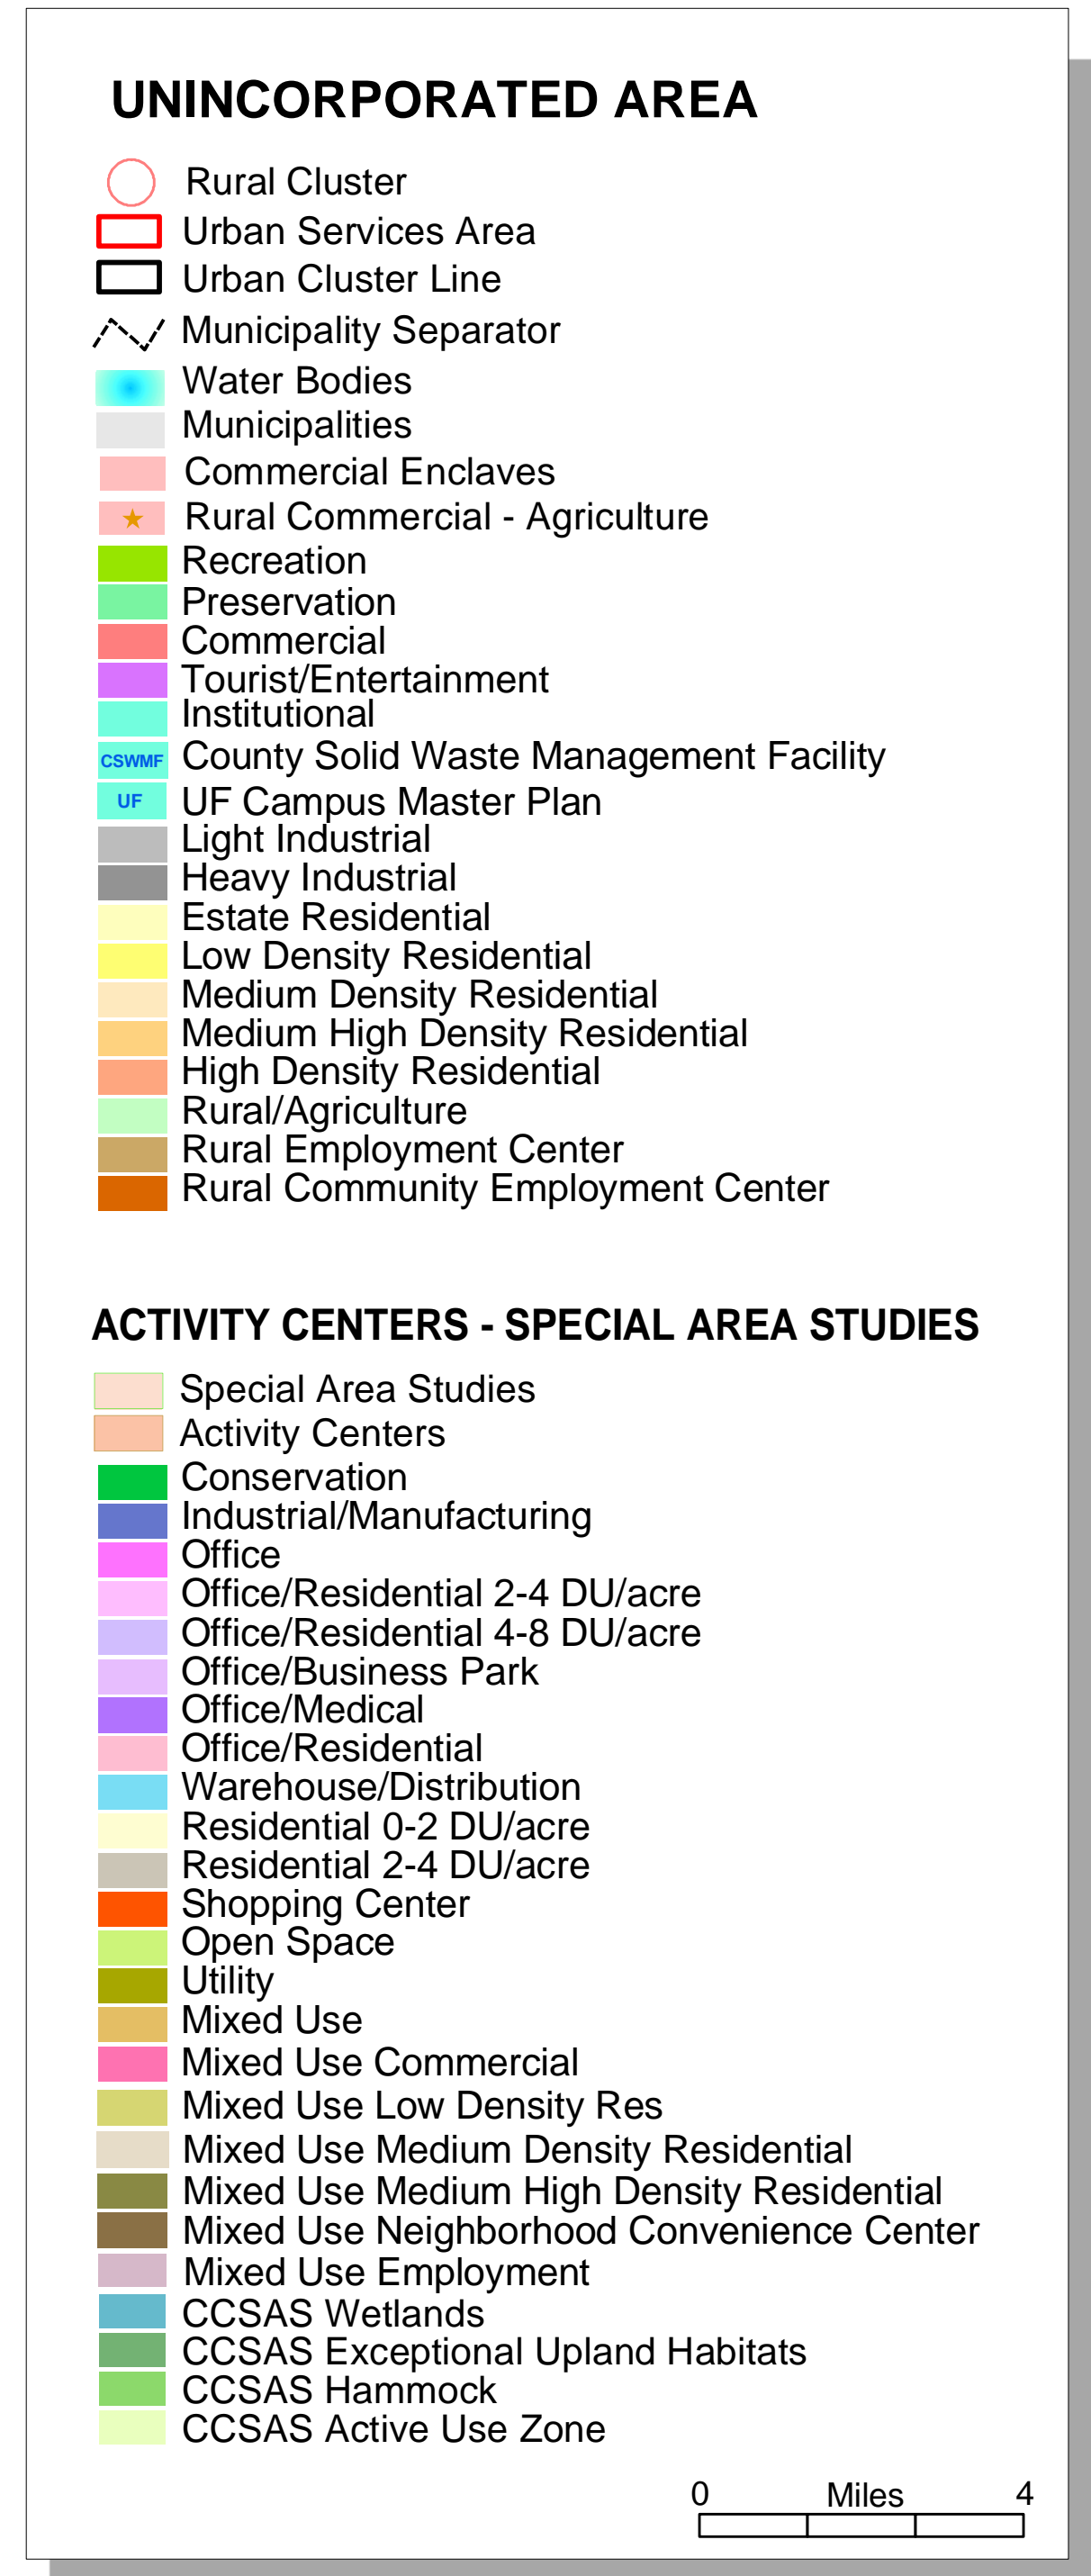 UNINCORPORATED AREA
Rural Cluster
Urban Services Area
Urban Cluster Line
Municipality Separator
Water Bodies
Municipalities
Commercial Enclaves
Rural Commercial - Agriculture
Recreation
Preservation
Commercial
Tourist/Entertainment
Institutional
CSWMF County Solid Waste Management Facility
UF UF Campus Master Plan
Light Industrial
Heavy Industrial
Estate Residential
Low Density Residential
Medium Density Residential
Medium High Density Residential
High Density Residential
Rural/Agriculture
Rural Employment Center
Rural Community Employment Center
ACTIVITY CENTERS - SPECIAL AREA STUDIES
Special Area Studies
Activity Centers
Conservation
Industrial/Manufacturing
Office
Office/Residential 2-4 DU/acre
Office/Residential 4-8 DU/acre
Office/Business Park
Office/Medical
Office/Residential
Warehouse/Distribution
Residential 0-2 DU/acre
Residential 2-4 DU/acre
Shopping Center
Open Space
Utility
Mixed Use
Mixed Use Commercial
Mixed Use Low Density Res
Mixed Use Medium Density Residential
Mixed Use Medium High Density Residential
Mixed Use Neighborhood Convenience Center
Mixed Use Employment
CCSAS Wetlands
CCSAS Exceptional Upland Habitats
CCSAS Hammock
CCSAS Active Use Zone
0 Miles 4